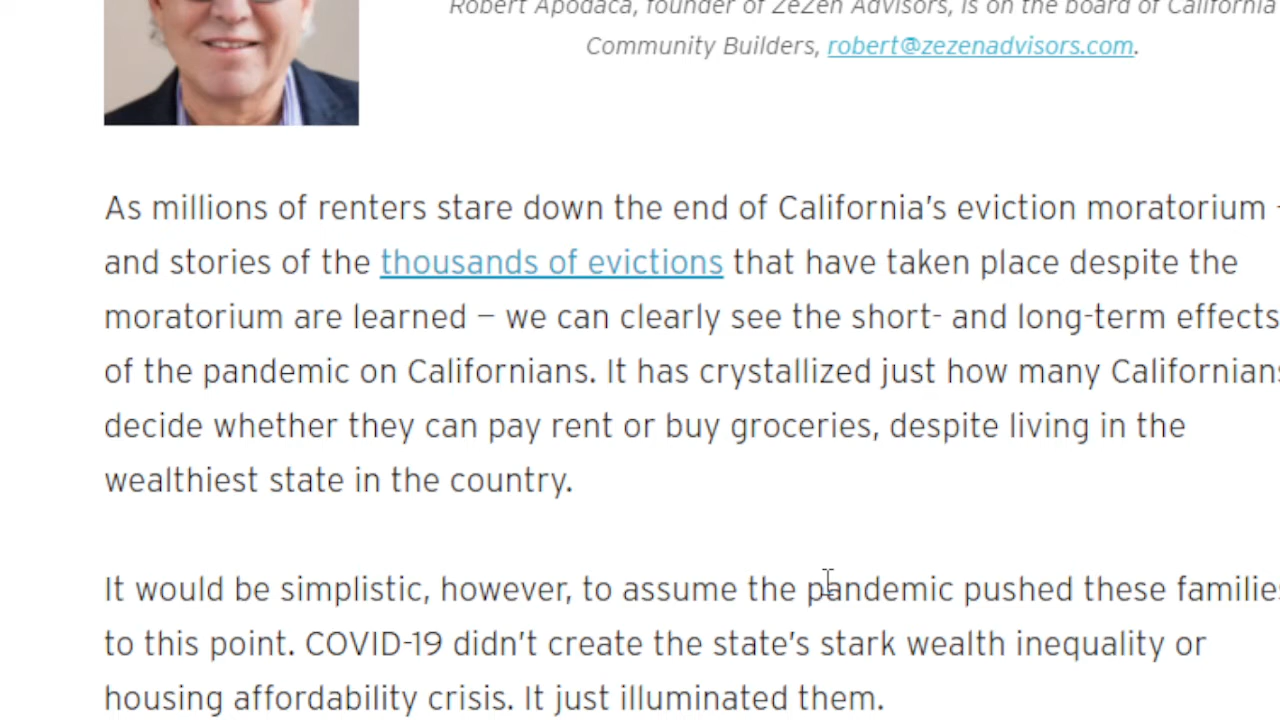 Robert Apodaca, founder of ZeZen Advisors, is on the board of California
Community Builders, robert@zezenadvisors.com.
As millions of renters stare down the end of California’s eviction moratorium –
and stories of the thousands of evictions that have taken place despite the
moratorium are learned – we can clearly see the short- and long-term effects
of the pandemic on Californians. It has crystallized just how many Californians
decide whether they can pay rent or buy groceries, despite living in the
wealthiest state in the country.
It would be simplistic, however, to assume the pandemic pushed these families
to this point. COVID-19 didn’t create the state’s stark wealth inequality or
housing affordability crisis. It just illuminated them.